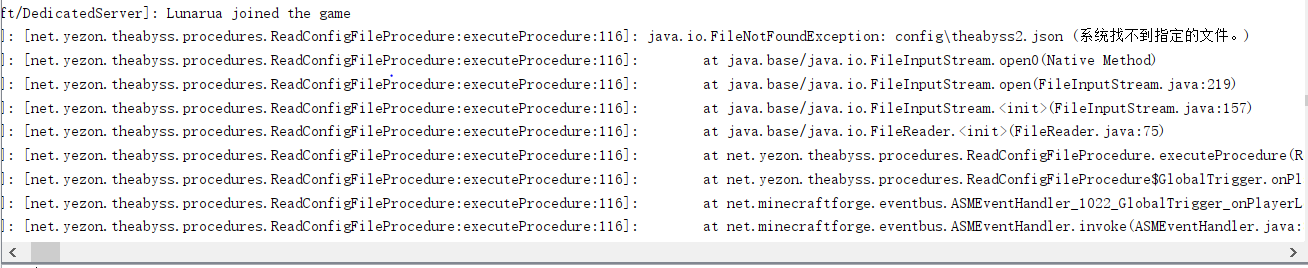 ft/DedicatedServer]: Lunarua joined the game
]: [net.yezon.theabyss.procedures.ReadConfigFileProcedure:executeProcedure:116]: java.io.FileNotFoundException: config\theabyss2.json (系统找不到指定的文件。)
]: [net.yezon.theabyss.procedures.ReadConfigFileProcedure:executeProcedure:116]: at java.base/java.io.FileInputStream.open0(Native Method)
]: [net.yezon.theabyss.procedures.ReadConfigFileProcedure:executeProcedure:116]: at java.base/java.io.FileInputStream.open(FileInputStream.java:219)
]: [net.yezon.theabyss.procedures.ReadConfigFileProcedure:executeProcedure:116]: at java.base/java.io.FileInputStream.<init>(FileInputStream.java:157)
]: [net.yezon.theabyss.procedures.ReadConfigFileProcedure:executeProcedure:116]: at java.base/java.io.FileReader.<init>(FileReader.java:75)
]: [net.yezon.theabyss.procedures.ReadConfigFileProcedure:executeProcedure:116]: at net.yezon.theabyss.procedures.ReadConfigFileProcedure.executeProcedure(R
]: [net.yezon.theabyss.procedures.ReadConfigFileProcedure:executeProcedure:116]: at net.yezon.theabyss.procedures.ReadConfigFileProcedure$GlobalTrigger.onPl
]: [net.yezon.theabyss.procedures.ReadConfigFileProcedure:executeProcedure:116]: at net.minecraftforge.eventbus.ASMEventHandler_1022_GlobalTrigger_onPlayerL
]: [net.yezon.theabyss.procedures.ReadConfigFileProcedure:executeProcedure:116]: at net.minecraftforge.eventbus.ASMEventHandler.invoke(ASMEventHandler.java: